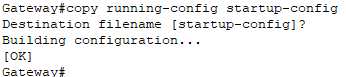 Gateway#copy running-config startup-config
Destination filename [startup-config]?
Building configuration...
[OK]
Gateway#